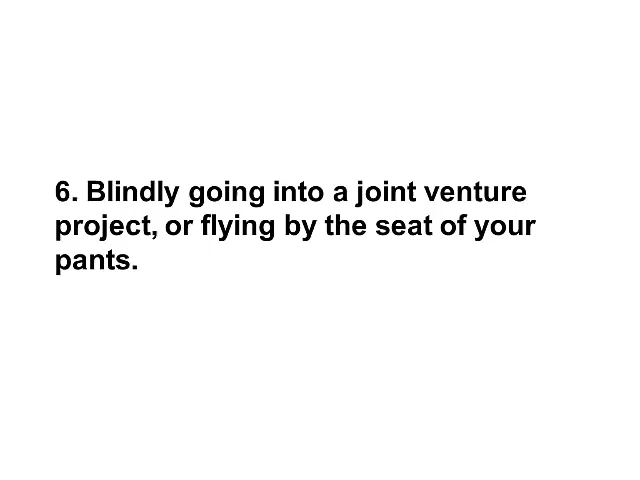 6. Blindly going into a joint venture
project, or flying by the seat of your
pants.